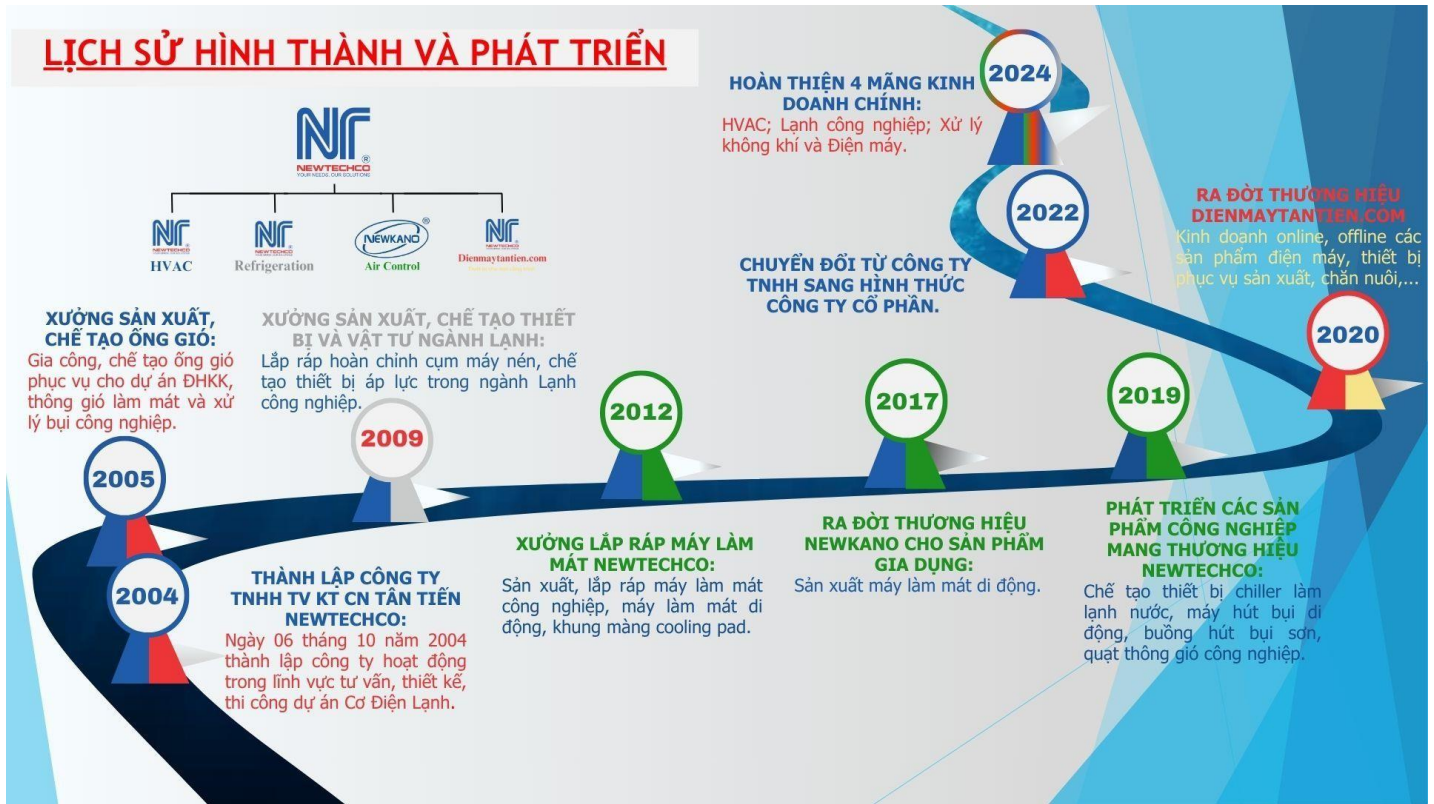 LỊCH SỬ HÌNH THÀNH VÀ PHÁT TRIỂN
NEWTECHCO
YOUR NEEDS, OUR SOLUTIONS
NEWTECHCO
HVAC
NEWTECHCO
Refrigeration
NEWKANO
Air Control
NEWTECHCO
Dienmaytantien.com
XƯỞNG SẢN XUẤT,
CHẾ TẠO ỐNG GIÓ:
Gia công, chế tạo ống gió
phục vụ cho dự án ĐHKK,
thông gió làm mát và xử
lý bụi công nghiệp.
2005
XƯỞNG SẢN XUẤT, CHẾ TẠO THIẾT
BỊ VÀ VẬT TƯ NGÀNH LẠNH:
Lắp ráp hoàn chỉnh cụm máy nén, chế
tạo thiết bị áp lực trong ngành Lạnh
công nghiệp.
2009
2004
THÀNH LẬP CÔNG TY
TNHH TV KT CN TÂN TIẾN
NEWTECHCO:
Ngày 06 tháng 10 năm 2004
thành lập công ty hoạt động
trong lĩnh vực tư vấn, thiết kế,
thi công dự án Cơ Điện Lạnh.
2012
XƯỞNG LẮP RÁP MÁY LÀM
MÁT NEWTECHCO:
Sản xuất, lắp ráp máy làm mát
công nghiệp, máy làm mát di
động, khung màng cooling pad.
2017
RA ĐỜI THƯƠNG HIỆU
NEWKANO CHO SẢN PHẨM
GIA DỤNG:
Sản xuất máy làm mát di động.
2019
PHÁT TRIỂN CÁC SẢN
PHẨM CÔNG NGHIỆP
MANG THƯƠNG HIỆU
NEWTECHCO:
Chế tạo thiết bị chiller làm
lạnh nước, máy hút bụi di
động, buồng hút bụi sơn,
quạt thông gió công nghiệp.
RA ĐỜI THƯƠNG HIỆU
DIENMAYTANTIEN.COM
Kinh doanh online, offline các
sản phẩm điện máy, thiết bị
phục vụ sản xuất, chăn nuôi,...
2020
2022
CHUYỂN ĐỔI TỪ CÔNG TY
TNHH SANG HÌNH THỨC
CÔNG TY CỔ PHẦN.
2024
HOÀN THIỆN 4 MÃNG KINH
DOANH CHÍNH:
HVAC; Lạnh công nghiệp; Xử lý
không khí và Điện máy.